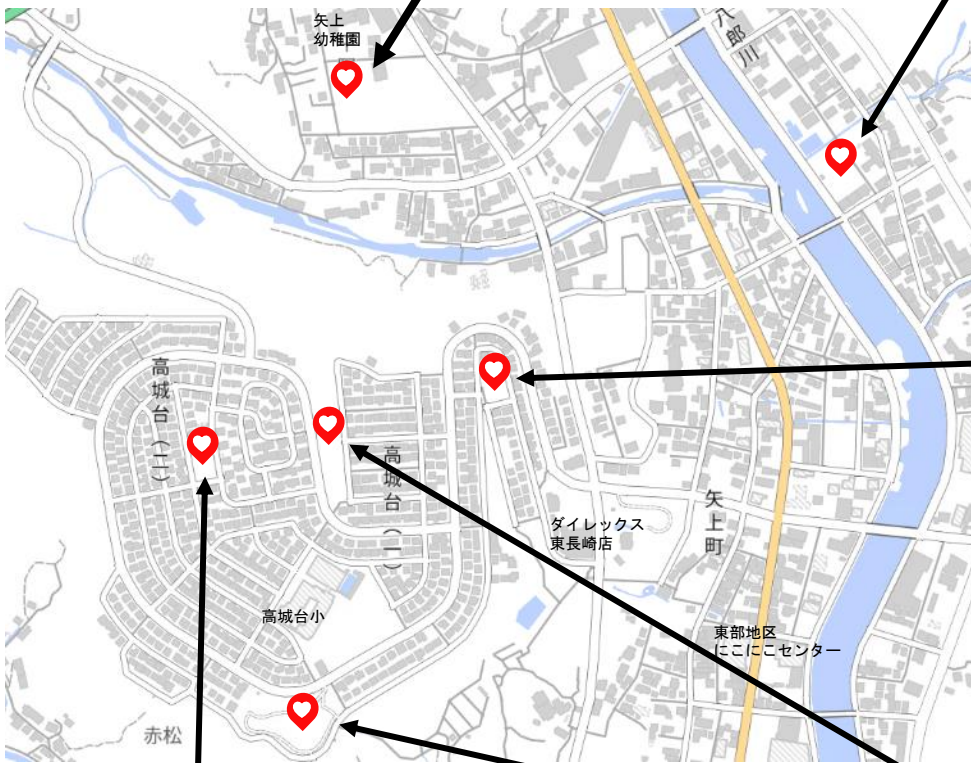 矢上
幼稚園
八郎川
高城台（二）
高城台（一）
矢上町
ダイレックス
東長崎店
高城台小
東部地区
にこにこセンター
赤松